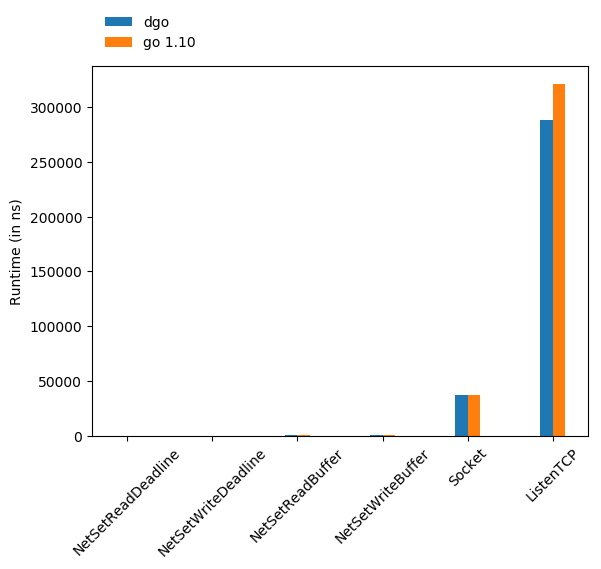 dgo
go 1.10
Runtime (in ns)
300000
250000
200000
150000
100000
50000
0
NetSetReadDeadline
NetSetWriteDeadline
NetSetReadBuffer
NetSetWriteBuffer
Socket
ListenTCP